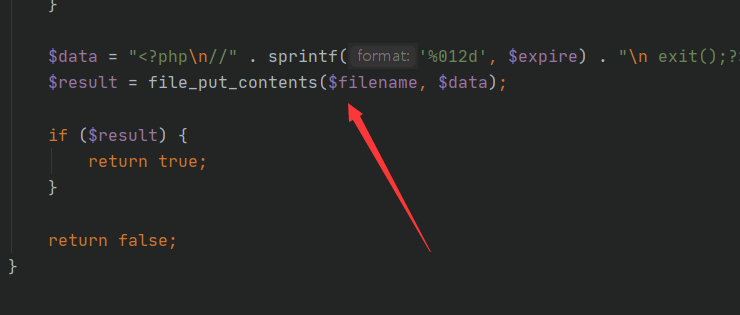 }
$data = "<?php\n//" . sprintf( format: '%012d', $expire) . "\n exit();?
$result = file_put_contents($filename, $data);
if ($result) {
return true;
}
return false;
}